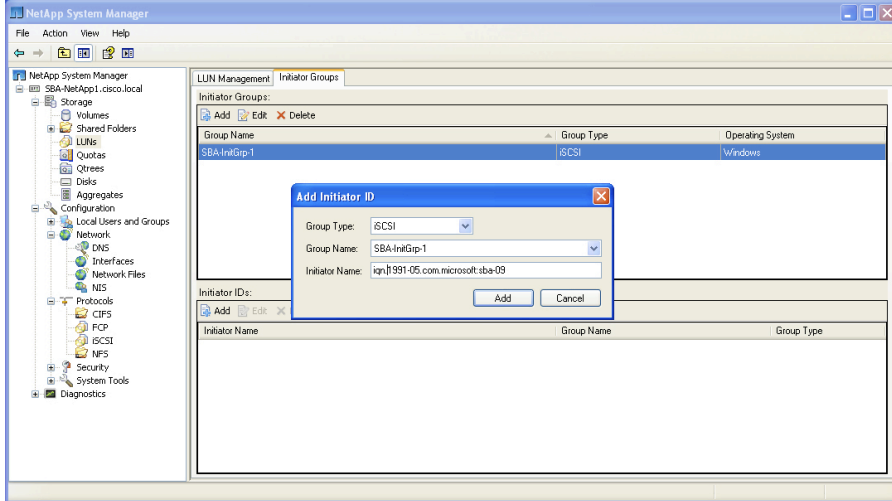 NetApp System Manager
File Action View Help
NetApp System Manager
SBA-NetApp1.cisco.local
Storage
Volumes
Shared Folders
LUNs
Quotas
Qtrees
Disks
Aggregates
Configuration
Local Users and Groups
Network
DNS
Interfaces
Network Files
NIS
Protocols
CIFS
FCP
iSCSI
NFS
Security
System Tools
Diagnostics
LUN Management Initiator Groups
Initiator Groups:
Add Edit Delete
Group Name Group Type Operating System
SBA-InitGrp-1 iSCSI Windows
Add Initiator ID
Group Type: iSCSI
Group Name: SBA-InitGrp-1
Initiator Name: iqn.1991-05.com.microsoft:sba-09
Add Cancel
Initiator IDs:
Add Edit
Initiator Name Group Name Group Type